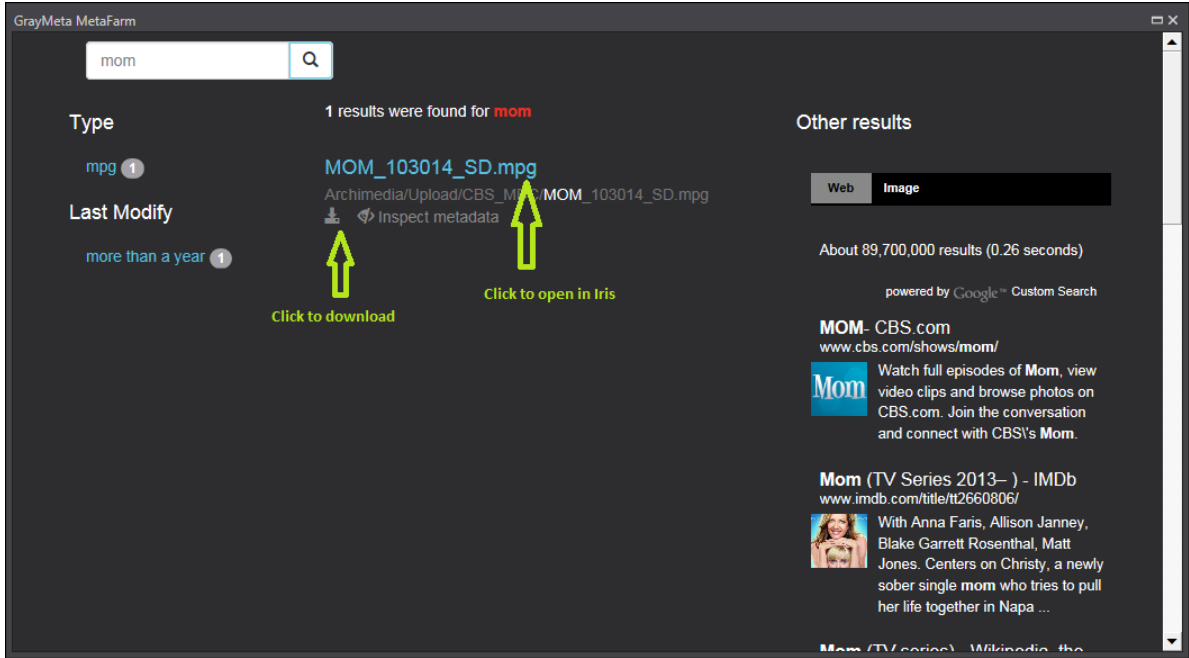 GrayMeta MetaFarm
mom
1 results were found for mom
Type
mpg 1
Last Modify
more than a year 1
MOM_103014_SD.mpg
Archimedia/Upload/CBS_M /MOM_103014_SD.mpg
Inspect metadata
Click to download
Click to open in Iris
Other results
Web Image
About 89,700,000 results (0.26 seconds)
powered by Google™ Custom Search
MOM- CBS.com
www.cbs.com/shows/mom/
Mom
Watch full episodes of Mom, view
video clips and browse photos on
CBS.com. Join the conversation
and connect with CBS\'s Mom.
Mom (TV Series 2013– ) - IMDb
www.imdb.com/title/tt2660806/
With Anna Faris, Allison Janney,
Blake Garrett Rosenthal, Matt
Jones. Centers on Christy, a newly
sober single mom who tries to pull
her life together in Napa ...
Mom (TV series) - Wikipedia, the